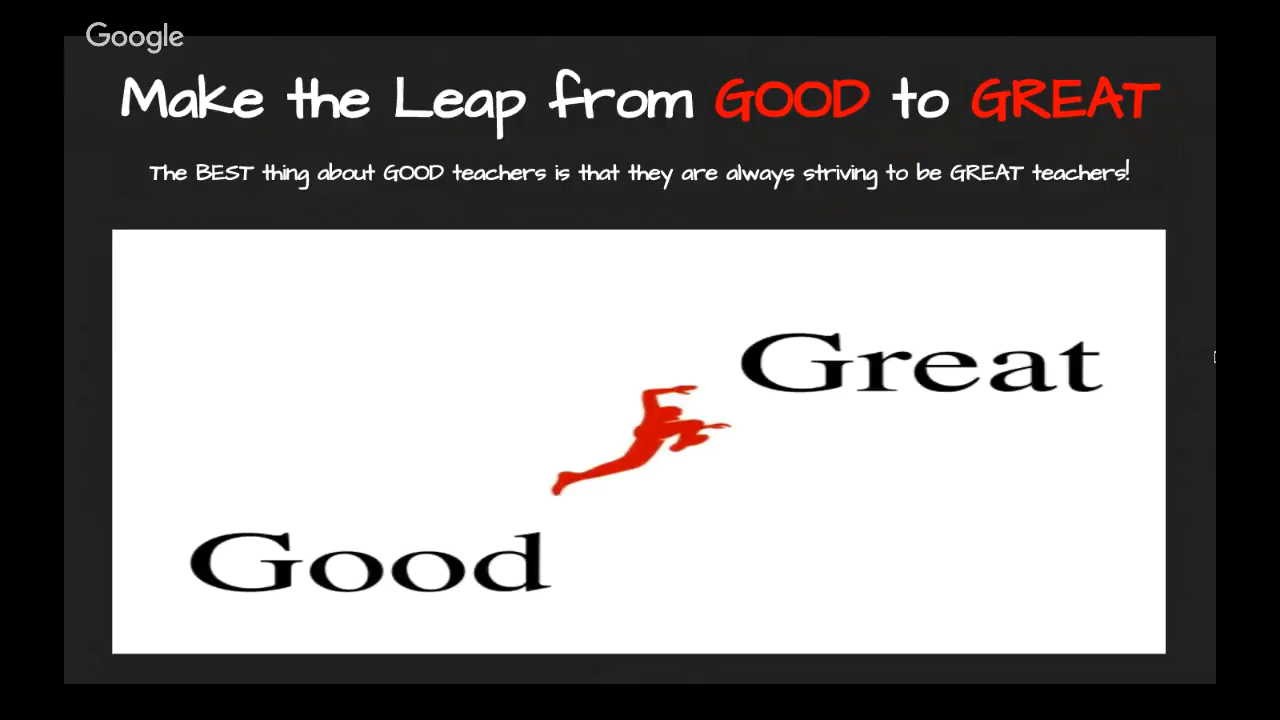 Google
Make the Leap from GOOD to GREAT
The BEST thing about GOOD teachers is that they are always striving to be GREAT teachers!
Great
Good